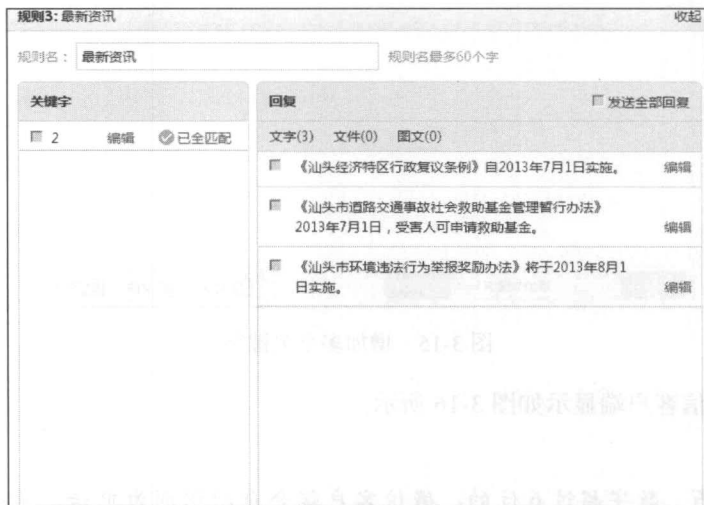 规则3: 最新资讯 收起
规则名： 最新资讯 规则名最多60个字
关键字 回复 发送全部回复
2 编辑 已全匹配 文字(3) 文件(0) 图文(0)
《汕头经济特区行政复议条例》自2013年7月1日实施。 编辑
《汕头市道路交通事故社会救助基金管理暂行办法》
2013年7月1日，受害人可申请救助基金。 编辑
《汕头市环境违法行为举报奖励办法》将于2013年8月1
日实施。 编辑